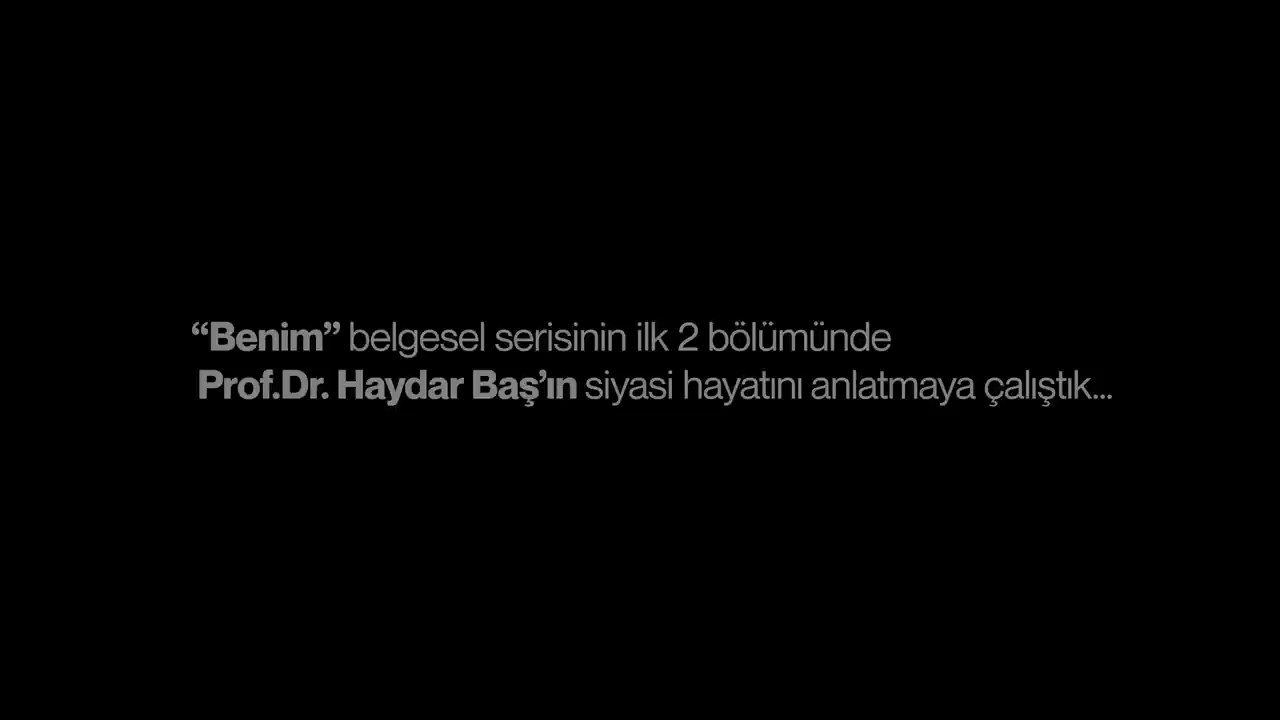 “Benim” belgesel serisinin ilk 2 bölümünde
Prof.Dr. Haydar Baş’ın siyasi hayatını anlatmaya çalıştık...